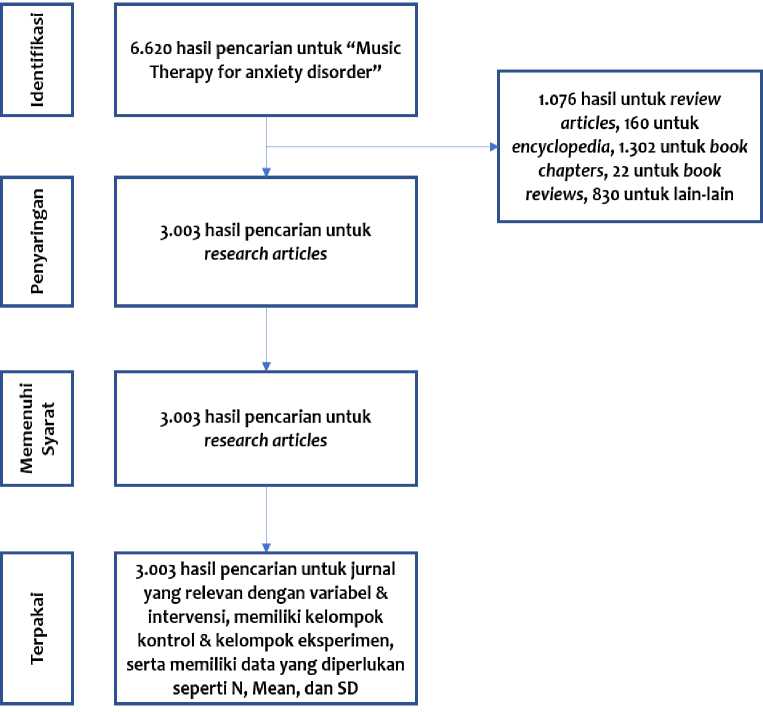 Identifikasi
6.620 hasil pencarian untuk “Music
Therapy for anxiety disorder”
1.076 hasil untuk review
articles, 160 untuk
encyclopedia, 1.302 untuk book
chapters, 22 untuk book
reviews, 830 untuk lain-lain
Penyaringan
3.003 hasil pencarian untuk
research articles
Memenuhi
Syarat
3.003 hasil pencarian untuk
research articles
Terpakai
3.003 hasil pencarian untuk jurnal
yang relevan dengan variabel &
intervensi, memiliki kelompok
kontrol & kelompok eksperimen,
serta memiliki data yang diperlukan
seperti N, Mean, dan SD